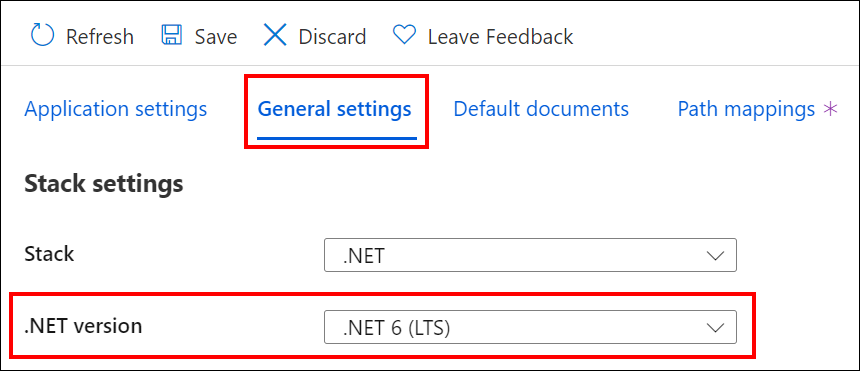 Refresh Save Discard Leave Feedback
Application settings General settings Default documents Path mappings *
Stack settings
Stack .NET
.NET version .NET 6 (LTS)